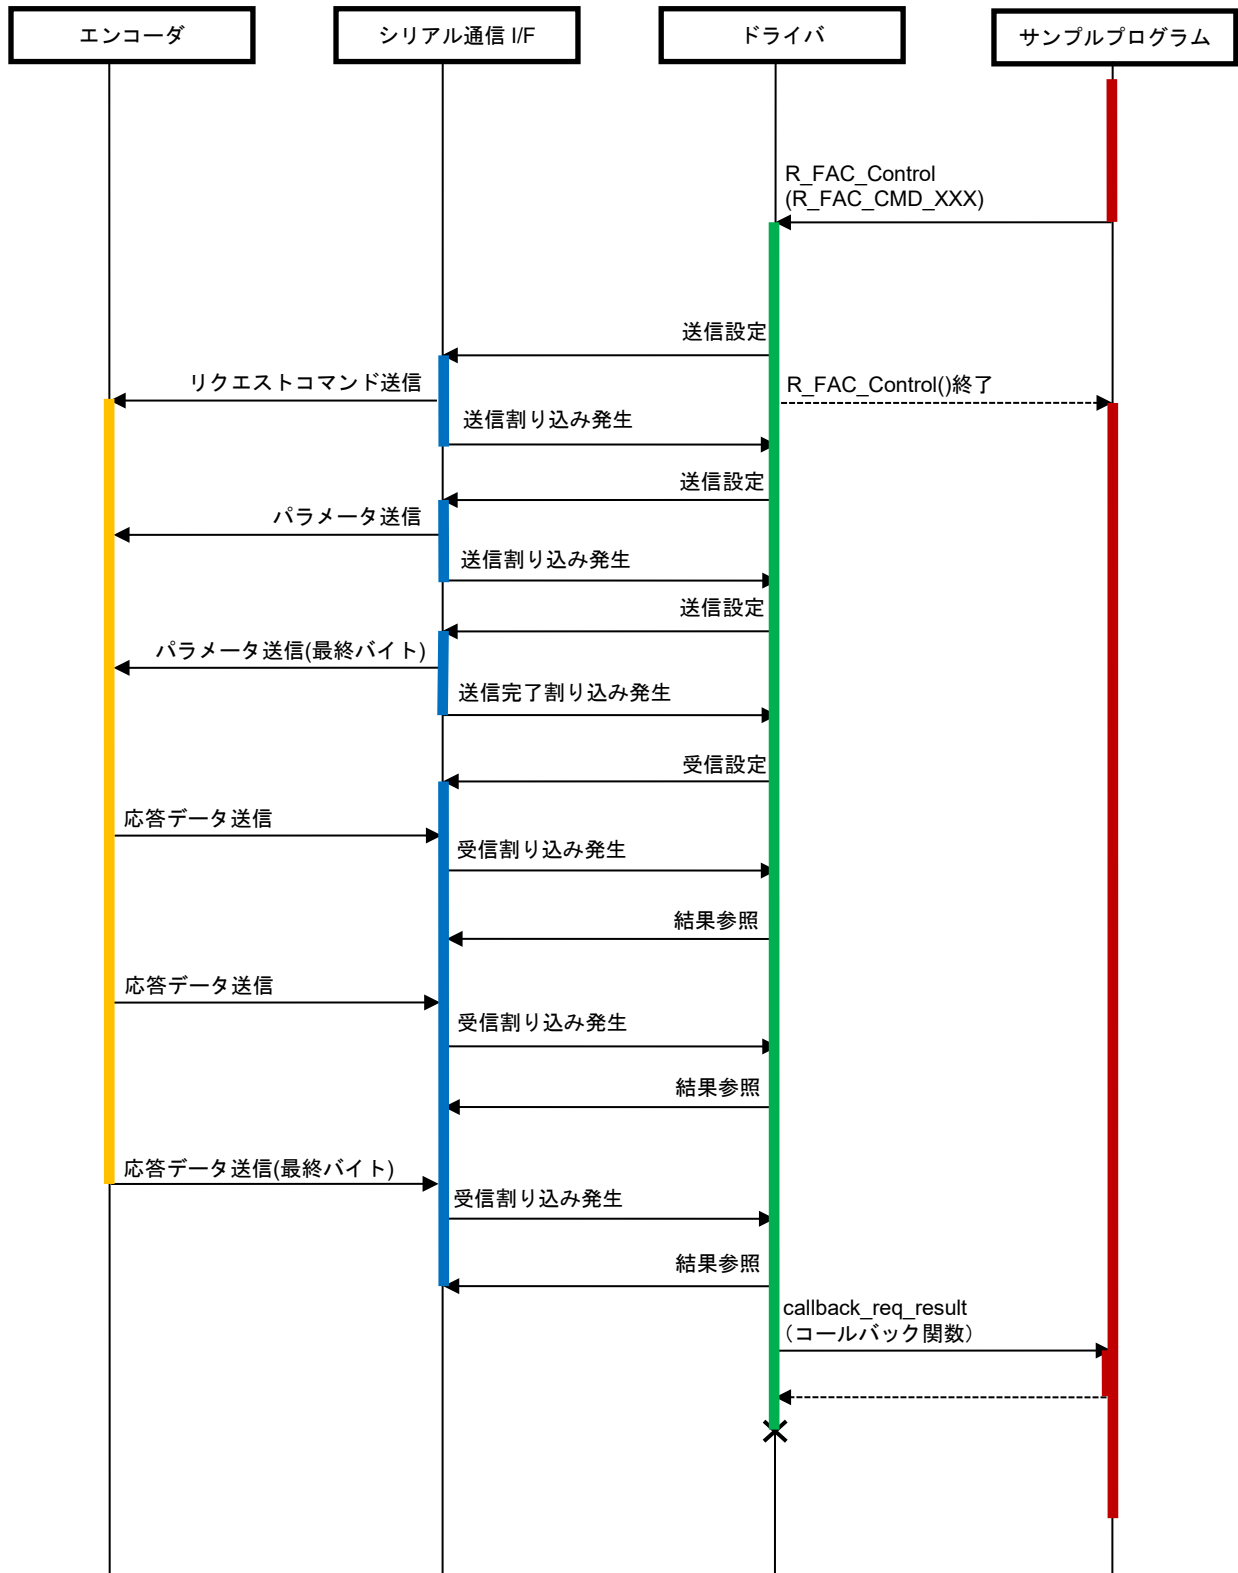 エンコーダ
シリアル通信 I/F
ドライバ
サンプルプログラム
R_FAC_Control
(R_FAC_CMD_XXX)
送信設定
リクエストコマンド送信
R_FAC_Control()終了
送信割り込み発生
送信設定
パラメータ送信
送信割り込み発生
送信設定
パラメータ送信(最終バイト)
送信完了割り込み発生
受信設定
応答データ送信
受信割り込み発生
結果参照
応答データ送信
受信割り込み発生
結果参照
応答データ送信(最終バイト)
受信割り込み発生
結果参照
callback_req_result
（コールバック関数）